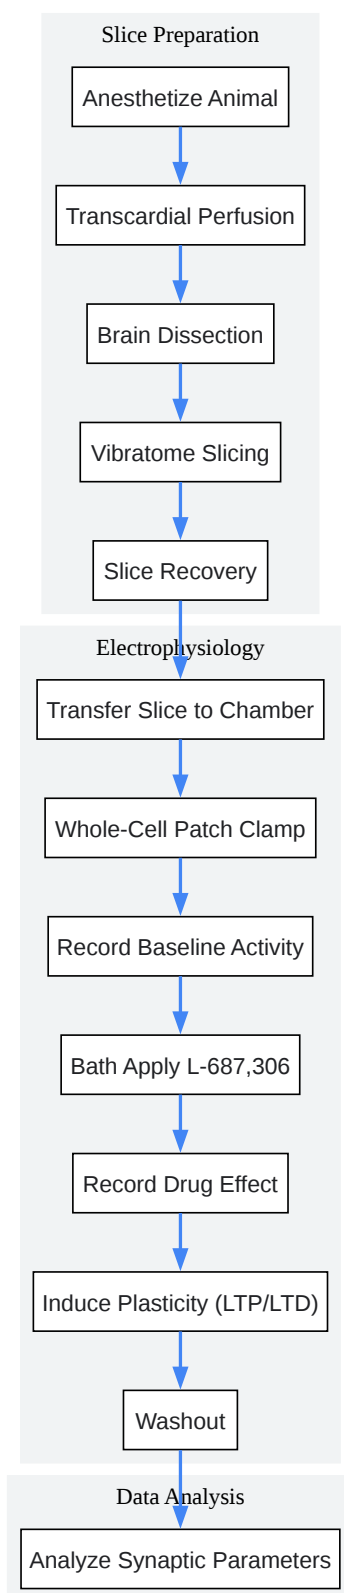 Slice Preparation
Anesthetize Animal
Transcardial Perfusion
Brain Dissection
Vibratome Slicing
Slice Recovery
Electrophysiology
Transfer Slice to Chamber
Whole-Cell Patch Clamp
Record Baseline Activity
Bath Apply L-687,306
Record Drug Effect
Induce Plasticity (LTP/LTD)
Washout
Data Analysis
Analyze Synaptic Parameters